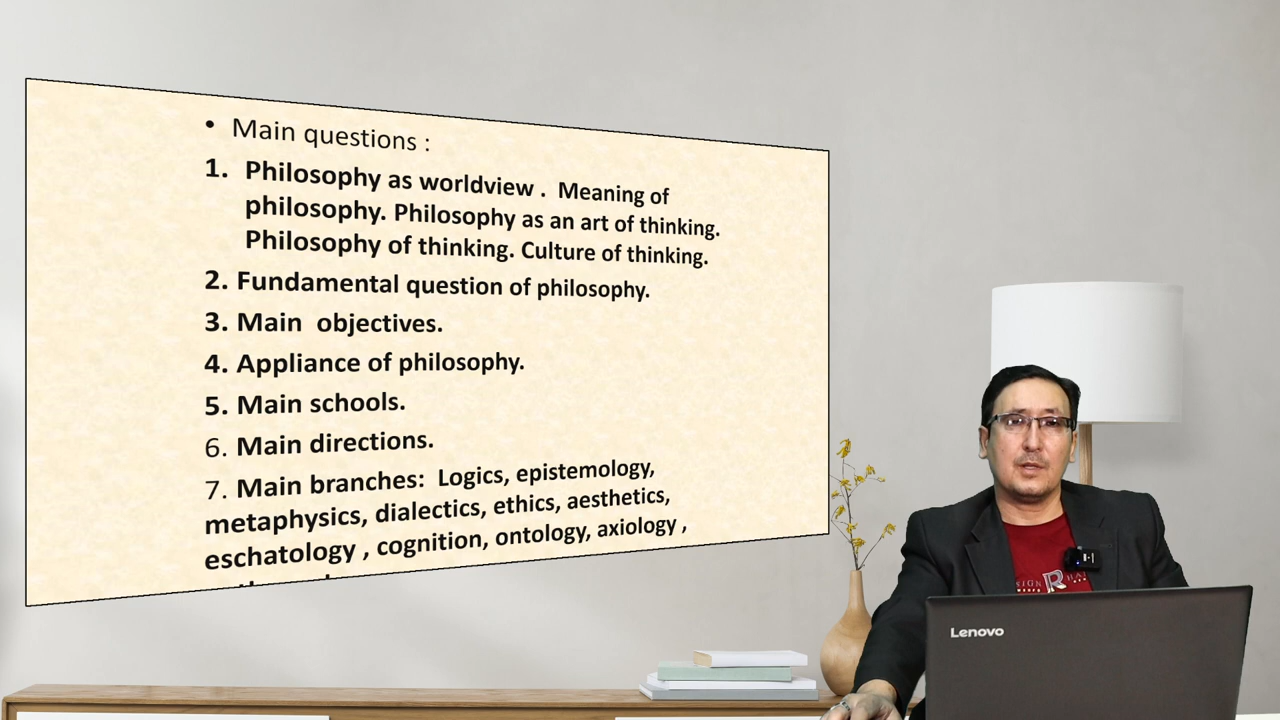 • Main questions :
1. Philosophy as worldview . Meaning of
philosophy. Philosophy as an art of thinking.
Philosophy of thinking. Culture of thinking.
2. Fundamental question of philosophy.
3. Main objectives.
4. Appliance of philosophy.
5. Main schools.
6. Main directions.
7. Main branches: Logics, epistemology,
metaphysics, dialectics, ethics, aesthetics,
eschatology , cognition, ontology, axiology ,
Lenovo